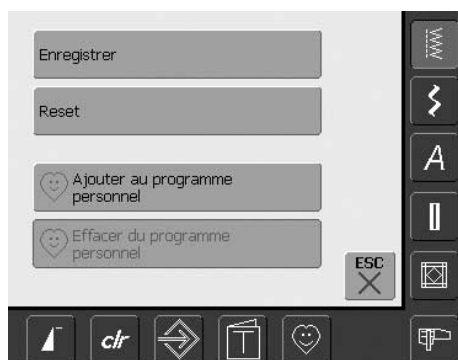 Enregistrer
Reset
Ajouter au programme
personnel
Effacer du programme
personnel
ESC
A
clr
T